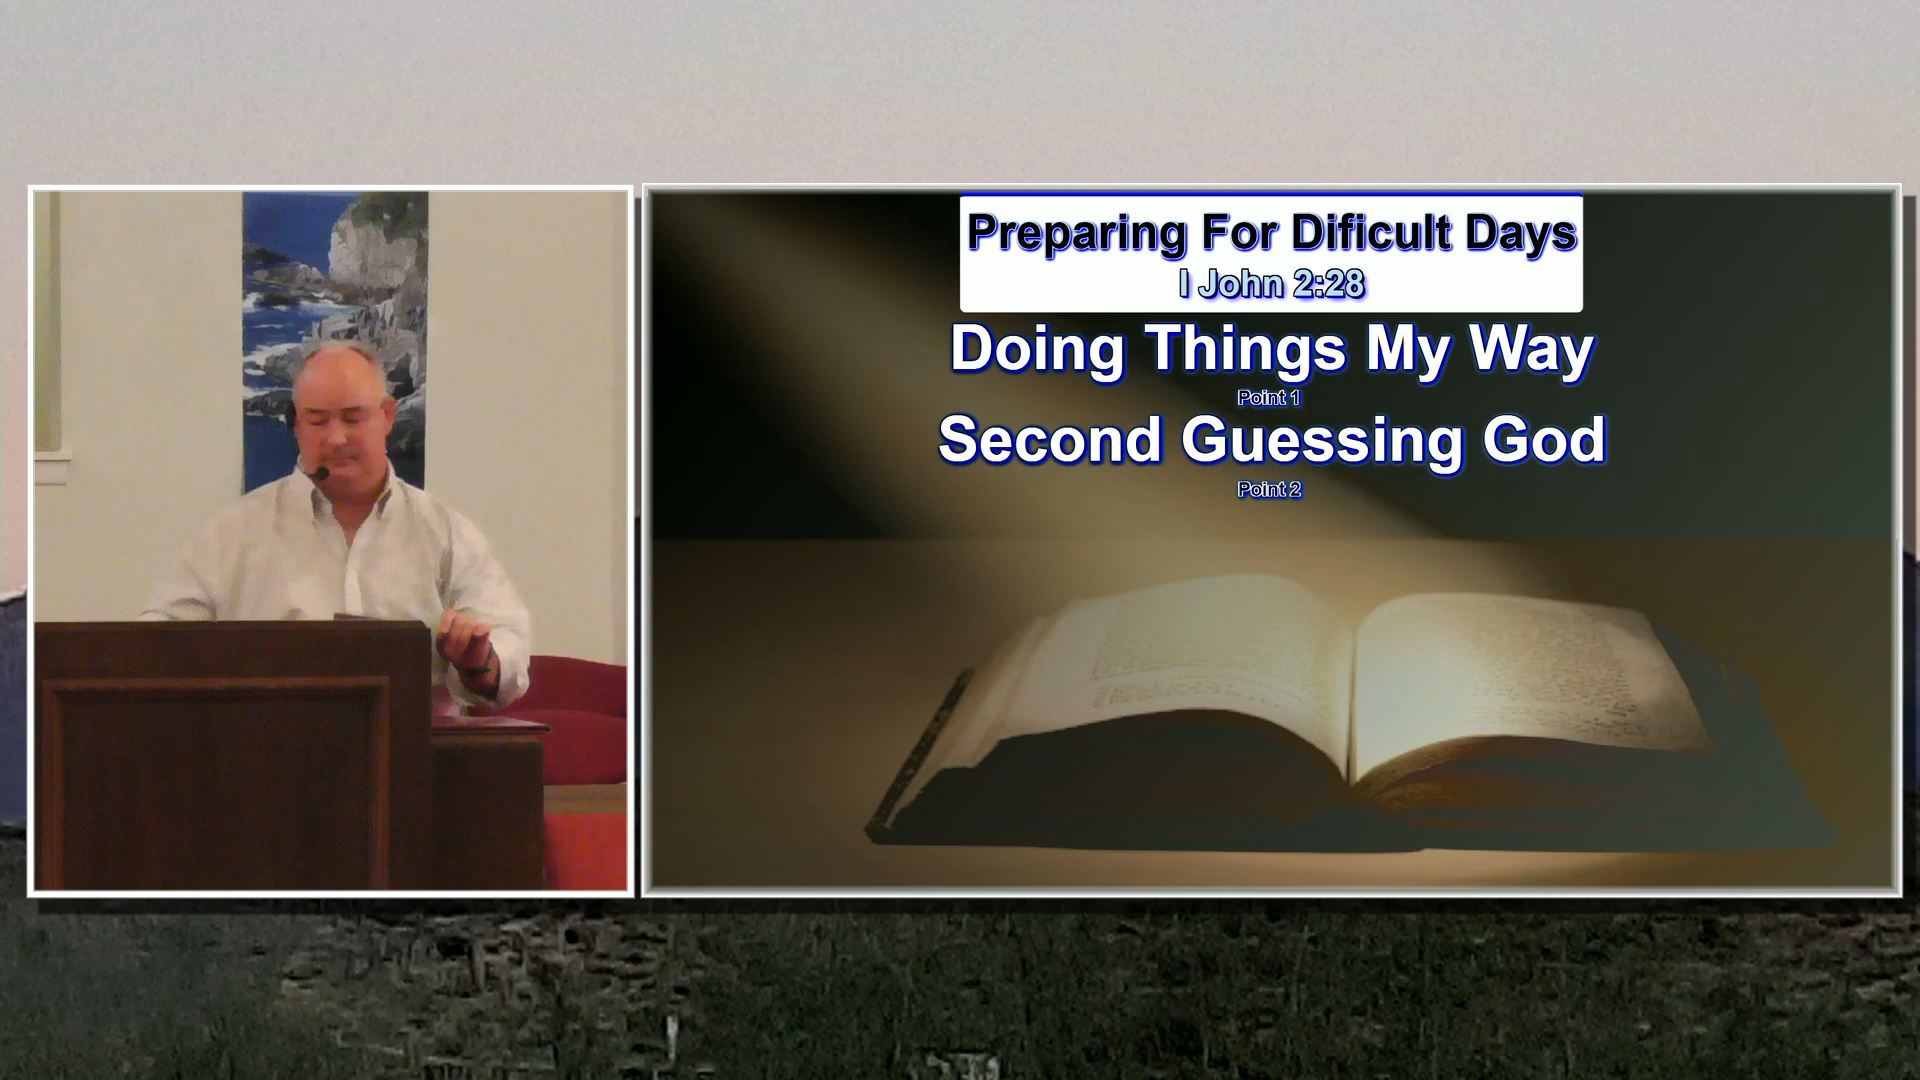 Preparing For Dificult Days
I John 2:28
Doing Things My Way
Point 1
Second Guessing God
Point 2